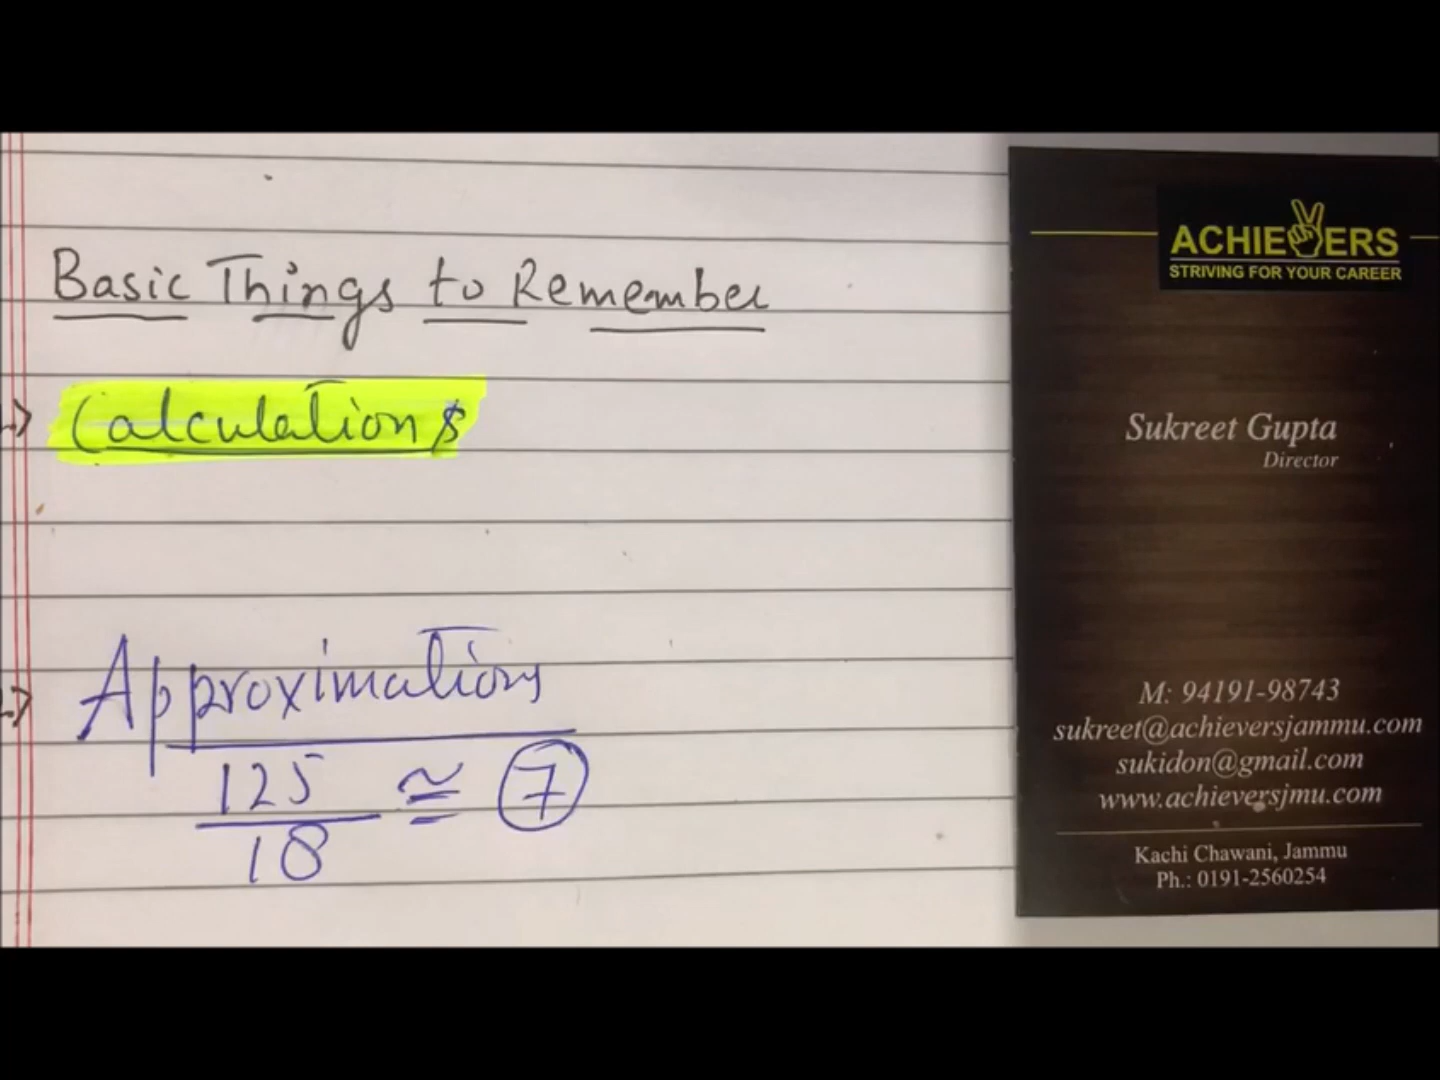 Basic Things to Remember
Calculations
Approximations
125
18
≅ 7
ACHIEVERS
STRIVING FOR YOUR CAREER
Sukreet Gupta
Director
M: 94191-98743
sukreet@achieversjammu.com
sukidon@gmail.com
www.achieversjmu.com
Kachi Chawani, Jammu
Ph.: 0191-2560254